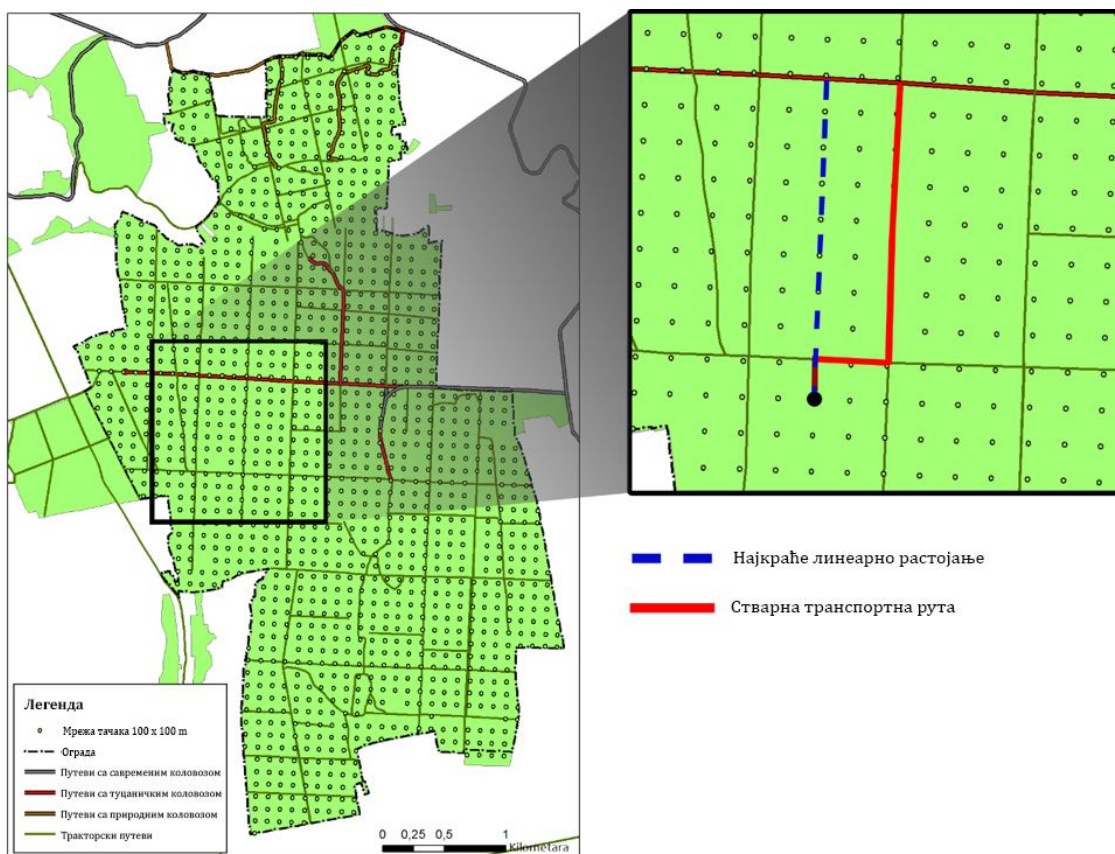 Најкраће линеарно растојање
Стварна транспортна рута
Легенда
Мрежа тачака 100 x 100 m
Ограда
Путеви са савременим коловозом
Путеви са туцаничким коловозом
Путеви са природним коловозом
Тракторски путеви
0 0,25 0,5 1
Kilometara